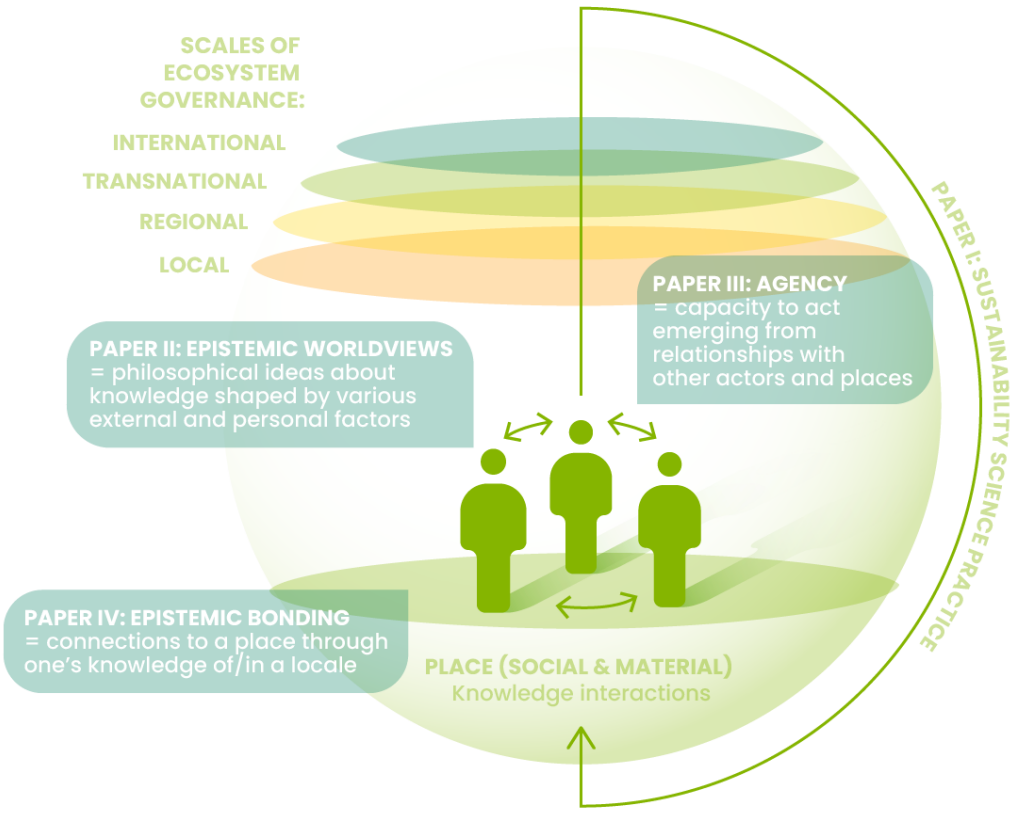 SCALES OF
ECOSYSTEM
GOVERNANCE:
INTERNATIONAL
TRANSNATIONAL
REGIONAL
LOCAL
PAPER I: SUSTAINABILITY SCIENCE PRACTICE
PAPER III: AGENCY
= capacity to act
emerging from
relationships with
other actors and places
PAPER II: EPISTEMIC WORLDVIEWS
= philosophical ideas about
knowledge shaped by various
external and personal factors
PAPER IV: EPISTEMIC BONDING
= connections to a place through
one’s knowledge of/in a locale
PLACE (SOCIAL & MATERIAL)
Knowledge interactions